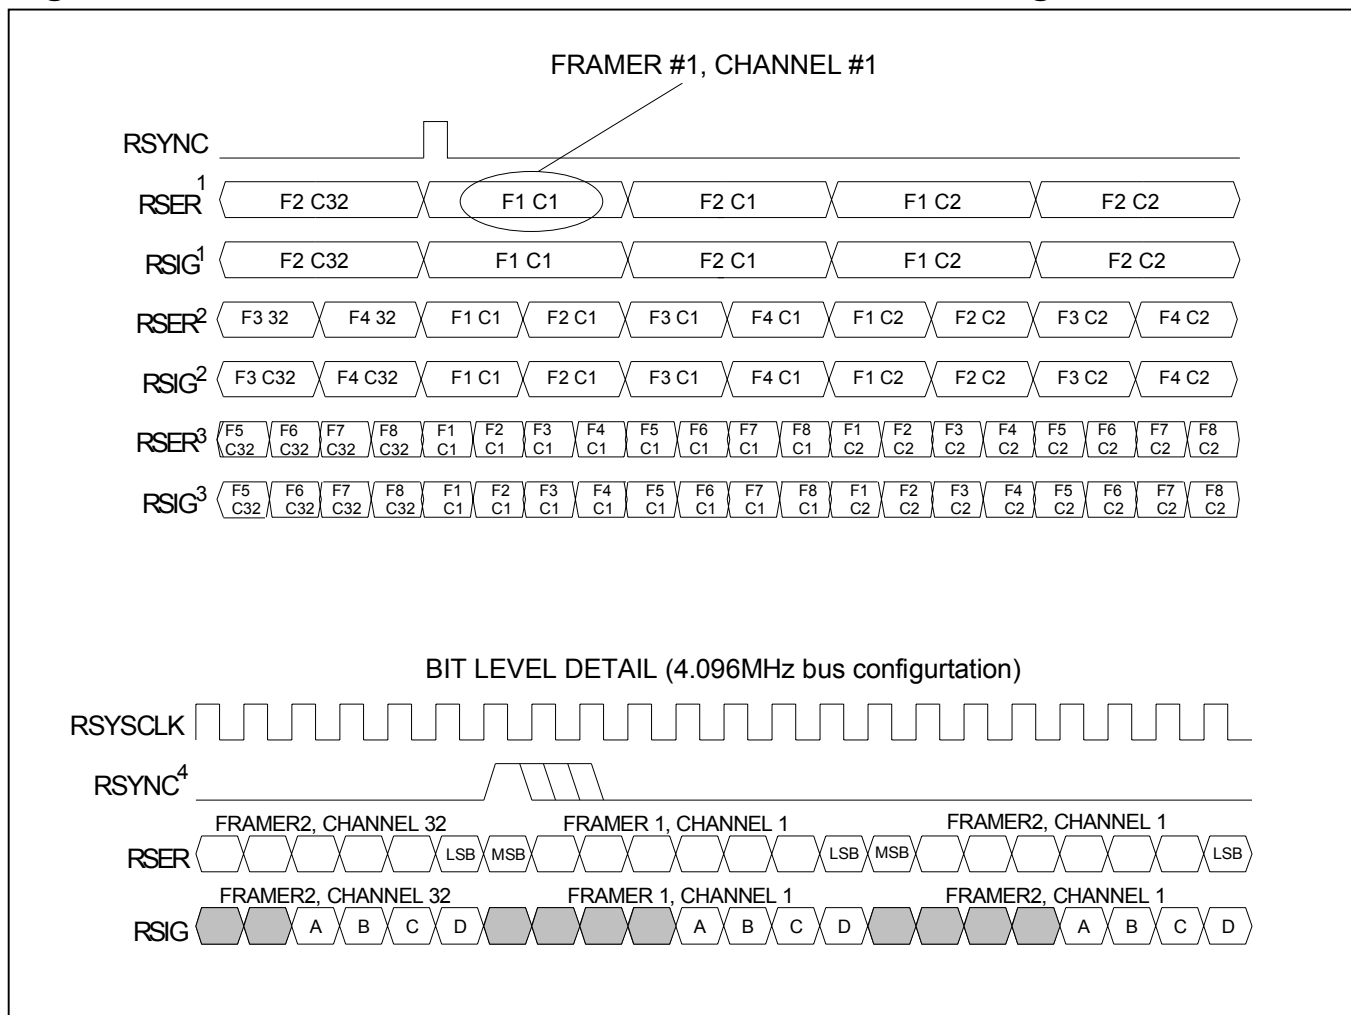 FRAMER #1, CHANNEL #1
RSYNC
RSER1 F2 C32 F1 C1 F2 C1 F1 C2 F2 C2
RSIG1 F2 C32 F1 C1 F2 C1 F1 C2 F2 C2
RSER2 F3 32 F4 32 F1 C1 F2 C1 F3 C1 F4 C1 F1 C2 F2 C2 F3 C2 F4 C2
RSIG2 F3 C32 F4 C32 F1 C1 F2 C1 F3 C1 F4 C1 F1 C2 F2 C2 F3 C2 F4 C2
RSER3 F5 C32 F6 C32 F7 C32 F8 C32 F1 C1 F2 C1 F3 C1 F4 C1 F5 C1 F6 C1 F7 C1 F8 C1 F1 C2 F2 C2 F3 C2 F4 C2 F5 C2 F6 C2 F7 C2 F8 C2
RSIG3 F5 C32 F6 C32 F7 C32 F8 C32 F1 C1 F2 C1 F3 C1 F4 C1 F5 C1 F6 C1 F7 C1 F8 C1 F1 C2 F2 C2 F3 C2 F4 C2 F5 C2 F6 C2 F7 C2 F8 C2
BIT LEVEL DETAIL (4.096MHz bus configurtation)
RSYSCLK
RSYNC4
FRAMER2, CHANNEL 32 FRAMER 1, CHANNEL 1 FRAMER2, CHANNEL 1
RSER LSB MSB LSB MSB LSB
FRAMER2, CHANNEL 32 FRAMER 1, CHANNEL 1 FRAMER2, CHANNEL 1
RSIG A B C D A B C D A B C D